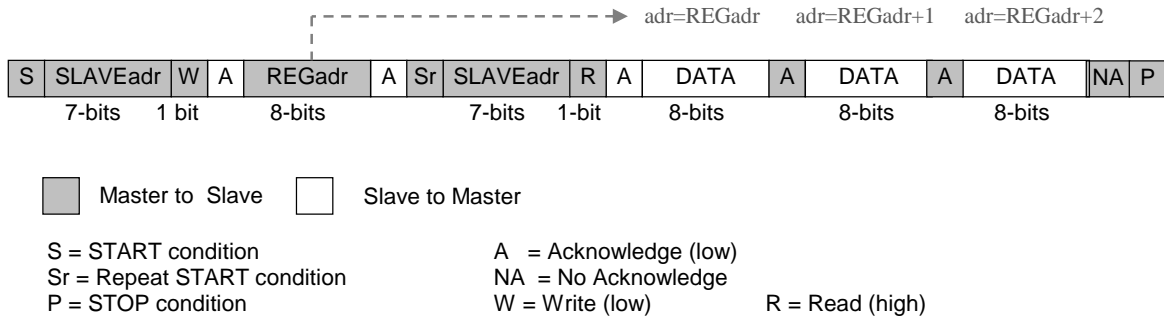 adr=REGadr adr=REGadr+1 adr=REGadr+2
S SLAVEadr W A REGadr A Sr SLAVEadr R A DATA A DATA A DATA NA P
7-bits 1 bit 8-bits 7-bits 1-bit 8-bits 8-bits 8-bits
Master to Slave Slave to Master
S = START condition A = Acknowledge (low)
Sr = Repeat START condition NA = No Acknowledge
P = STOP condition W = Write (low) R = Read (high)